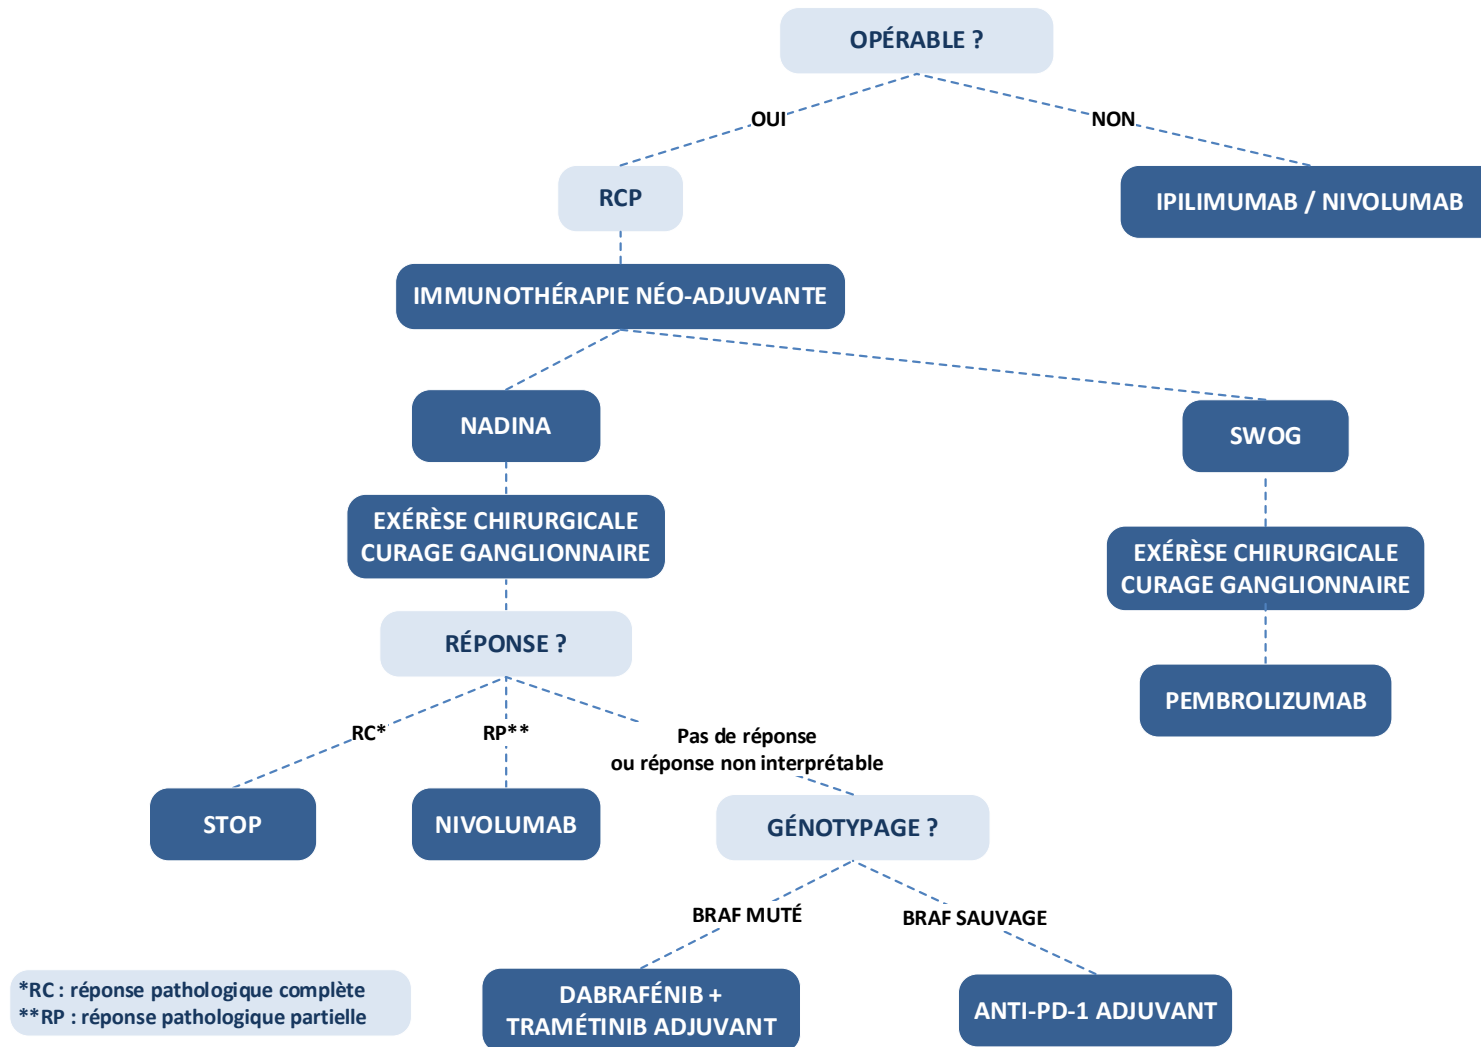 OPÉRABLE ?
OUI
NON
RCP
IPILIMUMAB / NIVOLUMAB
IMMUNOTHÉRAPIE NÉO-ADJUVANTE
NADINA
SWOG
EXÉRÈSE CHIRURGICALE
CURAGE GANGLIONNAIRE
EXÉRÈSE CHIRURGICALE
CURAGE GANGLIONNAIRE
RÉPONSE ?
PEMBROLIZUMAB
RC*
RP**
Pas de réponse
ou réponse non interprétable
STOP
NIVOLUMAB
GÉNOTYPAGE ?
BRAF MUTÉ
BRAF SAUVAGE
*RC : réponse pathologique complète
**RP : réponse pathologique partielle
DABRAFÉNIB +
TRAMÉTINIB ADJUVANT
ANTI-PD-1 ADJUVANT